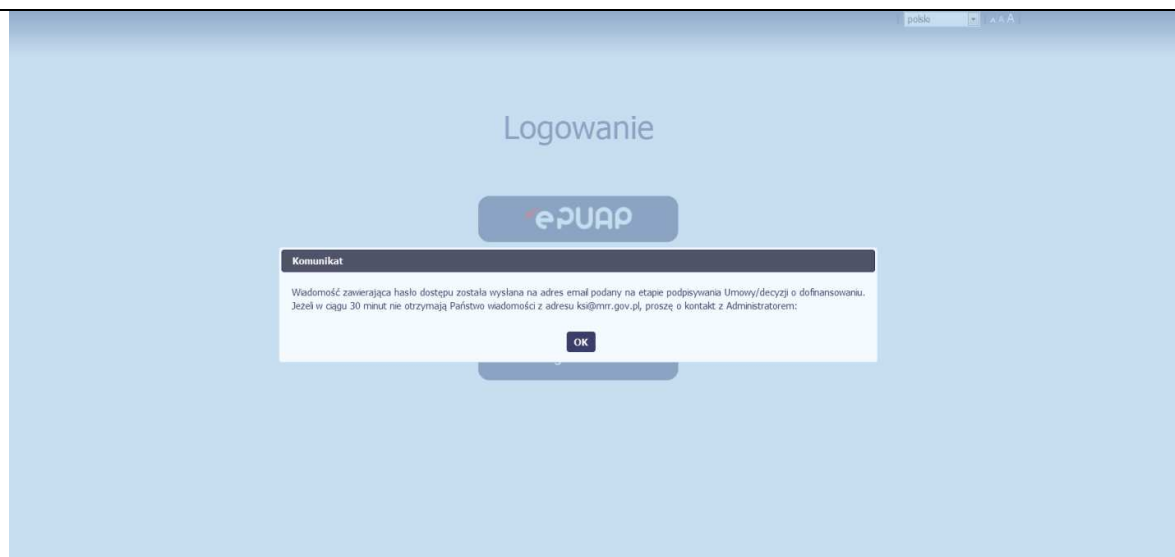 polski
A A A
Logowanie
ePUAP
Komunikat
Wiadomość zawierająca hasło dostępu została wysłana na adres email podany na etapie podpisywania Umowy/decyzji o dofinansowaniu.
Jeżeli w ciągu 30 minut nie otrzymają Państwo wiadomości z adresu ksi@mrr.gov.pl, proszę o kontakt z Administratorem:
OK